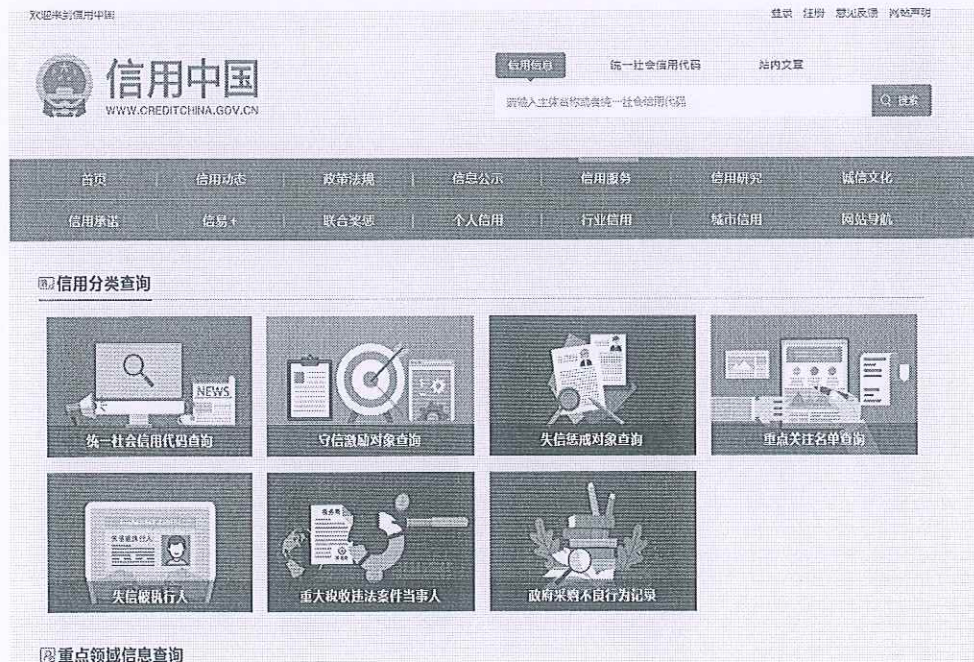 欢迎来到信用中国
登录 注册 意见反馈 网站声明
信用中国
WWW.CREDITCHINA.GOV.CN
信用信息 统一社会信用代码 站内文章
请输入主体名称或者统一社会信用代码 搜索
首页 信用动态 政策法规 信息公示 信用服务 信用研究 诚信文化
信用承诺 信易+ 联合奖惩 个人信用 行业信用 城市信用 网站导航
信用分类查询
NEWS
统一社会信用代码查询 守信激励对象查询 失信惩戒对象查询 重点关注名单查询
失信被执行人
税务局
失信被执行人 重大税收违法案件当事人 政府采购不良行为记录
重点领域信息查询